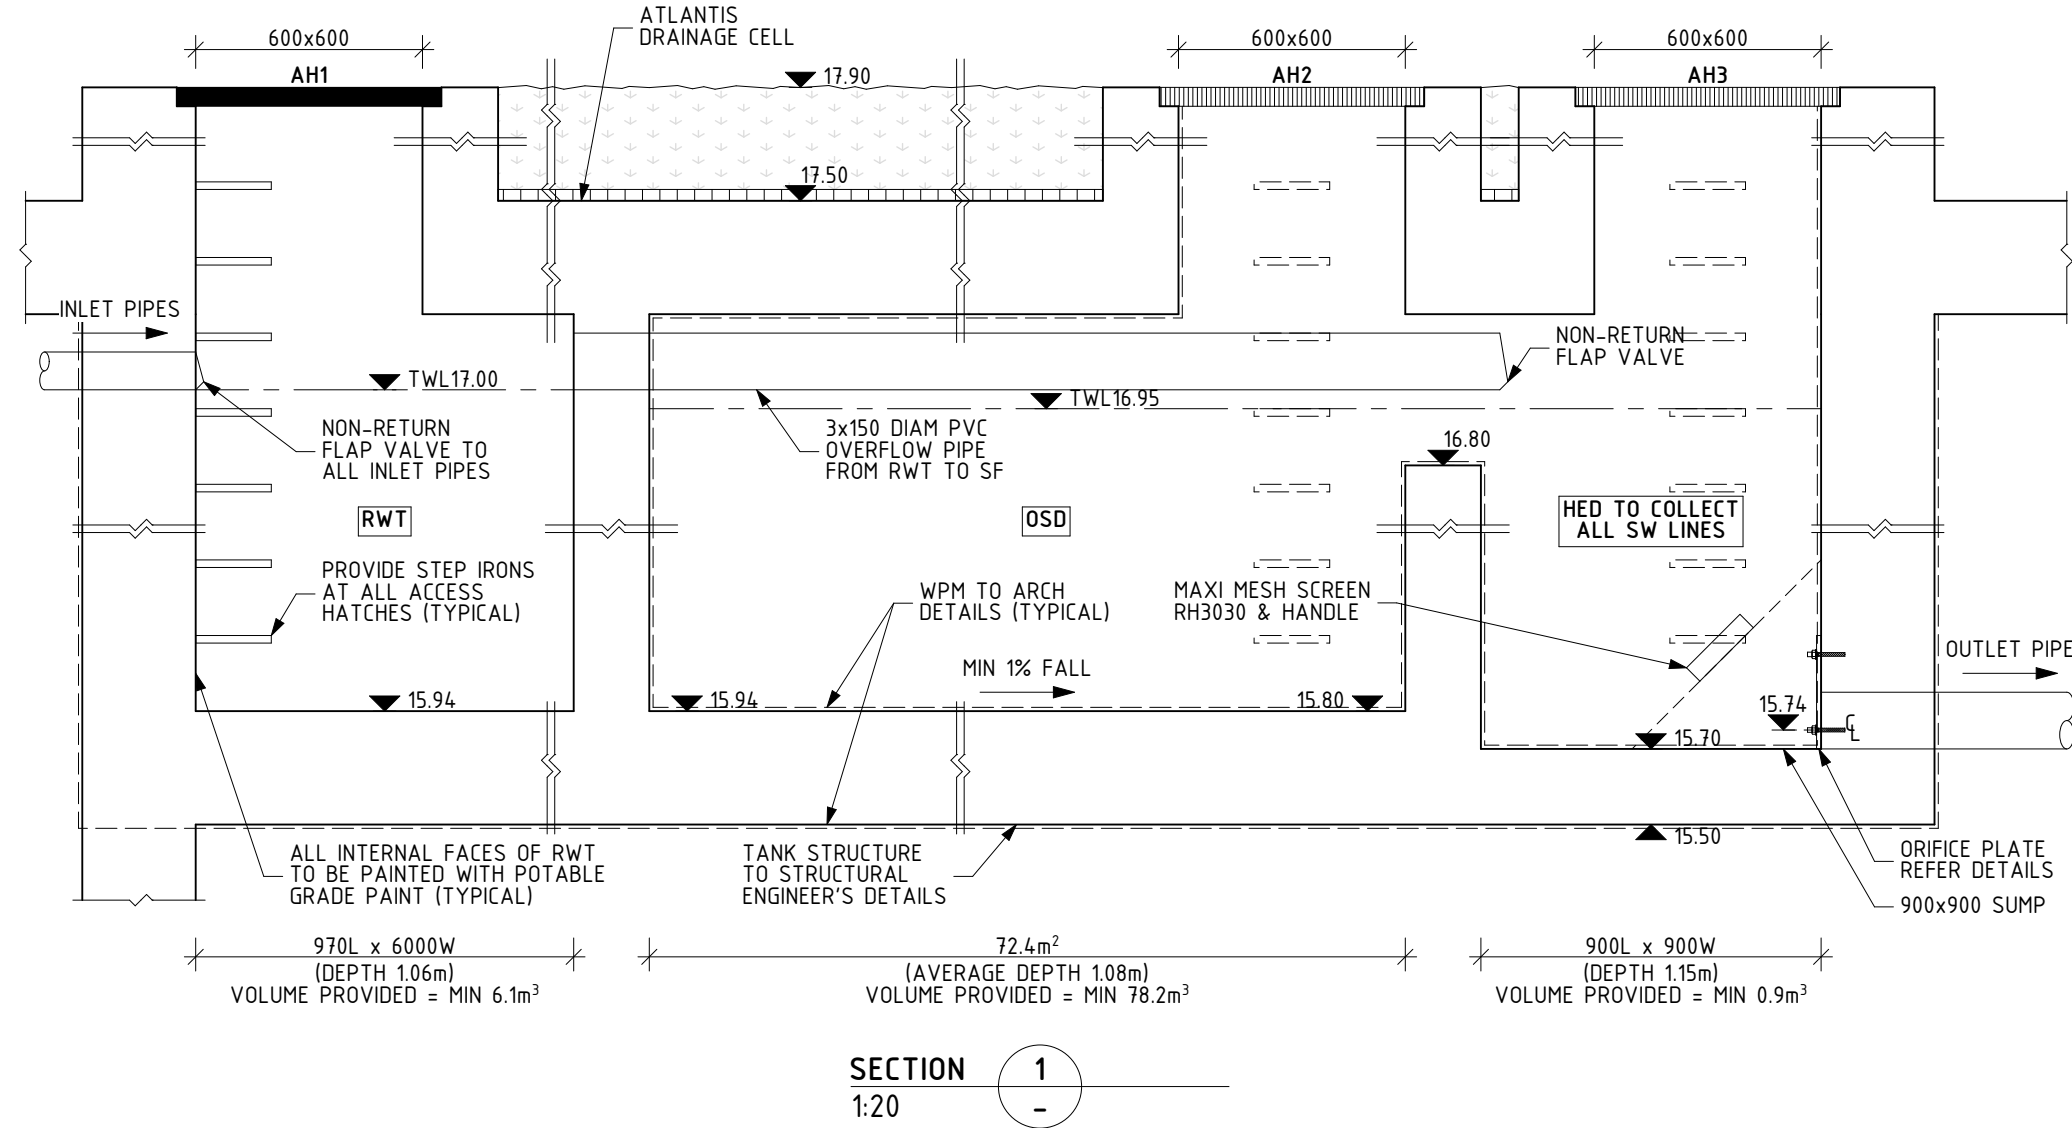 ATLANTIS
DRAINAGE CELL
600x600
AH1
17.90
600x600
AH2
600x600
AH3
17.50
INLET PIPES
NON-RETURN
FLAP VALVE
TWL17.00
TWL16.95
NON-RETURN
FLAP VALVE TO
ALL INLET PIPES
3x150 DIAM PVC
OVERFLOW PIPE
FROM RWT TO SF
16.80
RWT
OSD
HED TO COLLECT
ALL SW LINES
PROVIDE STEP IRONS
AT ALL ACCESS
HATCHES (TYPICAL)
WPM TO ARCH
DETAILS (TYPICAL)
MAXI MESH SCREEN
RH3030 & HANDLE
MIN 1% FALL
OUTLET PIPE
15.94
15.94
15.80
15.74
CL
15.70
15.50
ALL INTERNAL FACES OF RWT
TO BE PAINTED WITH POTABLE
GRADE PAINT (TYPICAL)
TANK STRUCTURE
TO STRUCTURAL
ENGINEER'S DETAILS
ORIFICE PLATE
REFER DETAILS
900x900 SUMP
970L x 6000W
(DEPTH 1.06m)
VOLUME PROVIDED = MIN 6.1m³
72.4m²
(AVERAGE DEPTH 1.08m)
VOLUME PROVIDED = MIN 78.2m³
900L x 900W
(DEPTH 1.15m)
VOLUME PROVIDED = MIN 0.9m³
SECTION 1
1:20 -